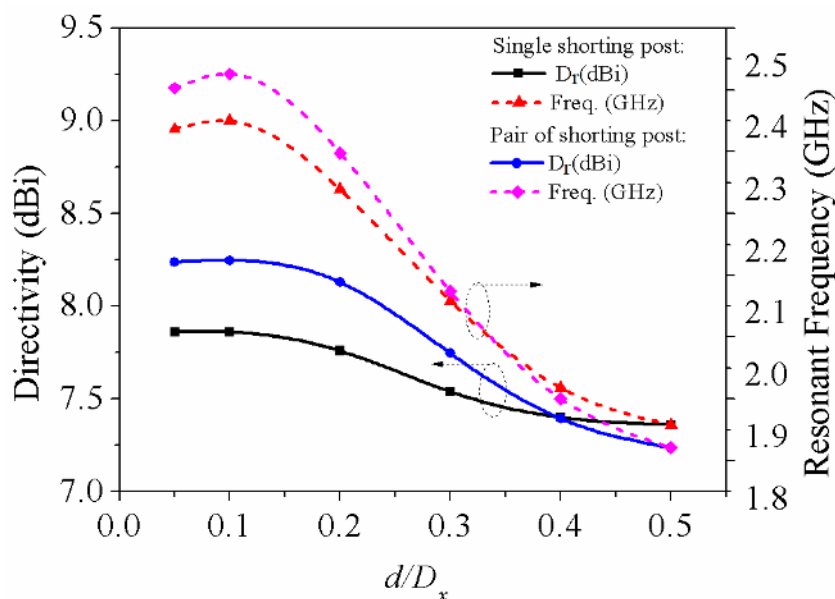 Directivity (dBi)
9.5
9.0
8.5
8.0
7.5
7.0
Single shorting post:
Dr(dBi)
Freq. (GHz)
Pair of shorting post:
Dr(dBi)
Freq. (GHz)
2.5
2.4
2.3
2.2
2.1
2.0
1.9
1.8
Resonant Frequency (GHz)
0.0 0.1 0.2 0.3 0.4 0.5
d/Dx